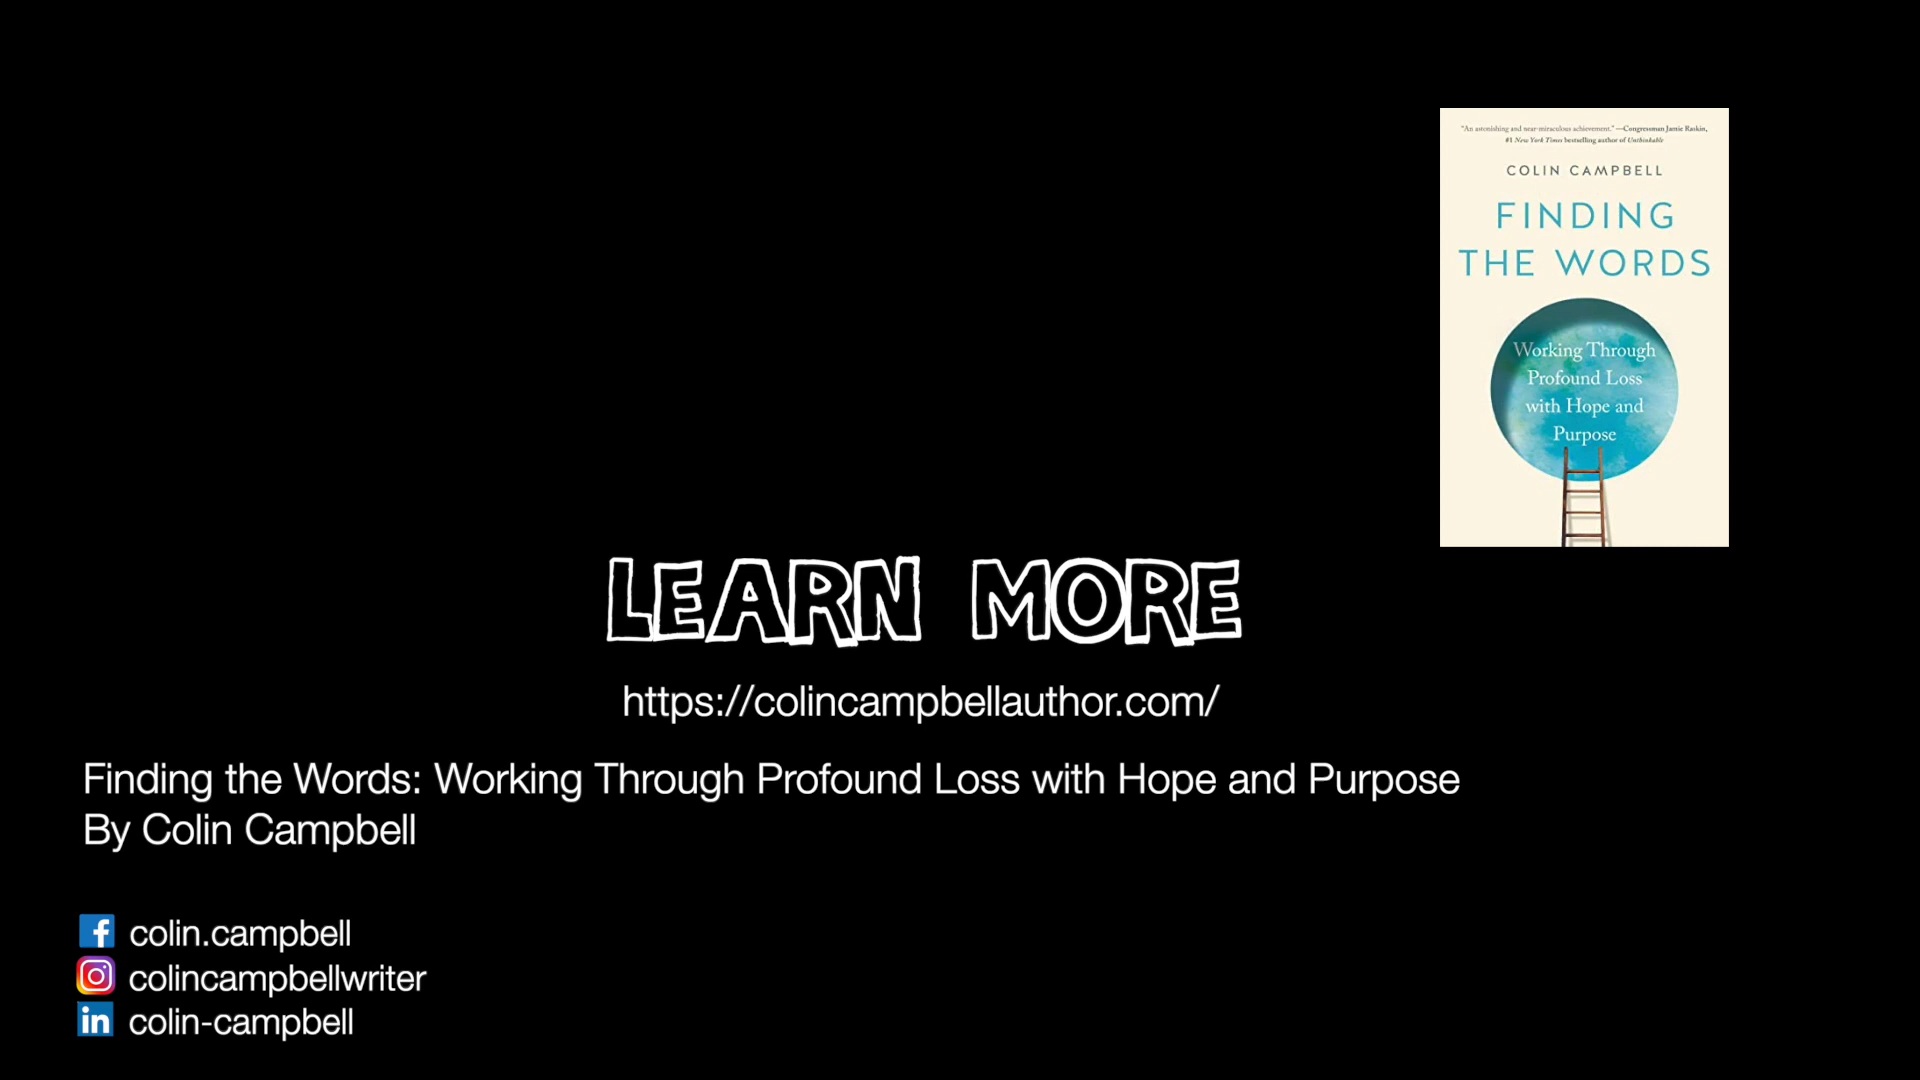 "An astonishing and near-miraculous achievement." —Congressman Jamie Raskin,
#1 New York Times bestselling author of Unthinkable
COLIN CAMPBELL
FINDING
THE WORDS
Working Through
Profound Loss
with Hope and
Purpose
LEARN MORE
https://colincampbellauthor.com/
Finding the Words: Working Through Profound Loss with Hope and Purpose
By Colin Campbell
colin.campbell
colincampbellwriter
in colin-campbell